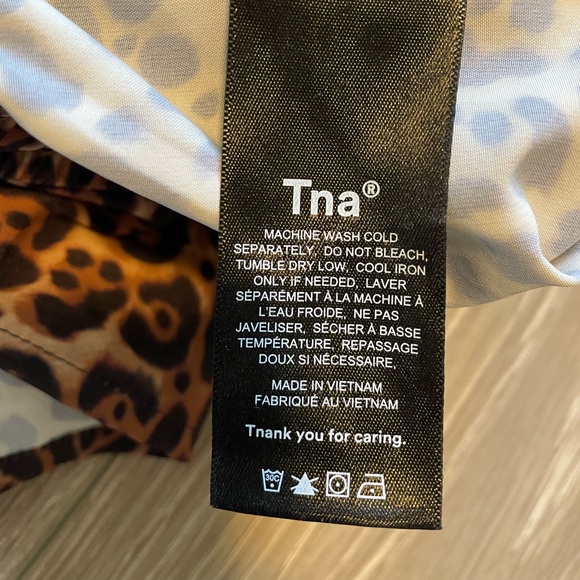 Tna®
MACHINE WASH COLD
SEPARATELY, DO NOT BLEACH,
TUMBLE DRY LOW, COOL IRON
ONLY IF NEEDED, LAVER
SÉPARÉMENT À LA MACHINE À
L'EAU FROIDE, NE PAS
JAVELISER, SÉCHER À BASSE
TEMPÉRATURE, REPASSAGE
DOUX SI NÉCESSAIRE,
MADE IN VIETNAM
FABRIQUÉ AU VIETNAM
Tnank you for caring.
30C